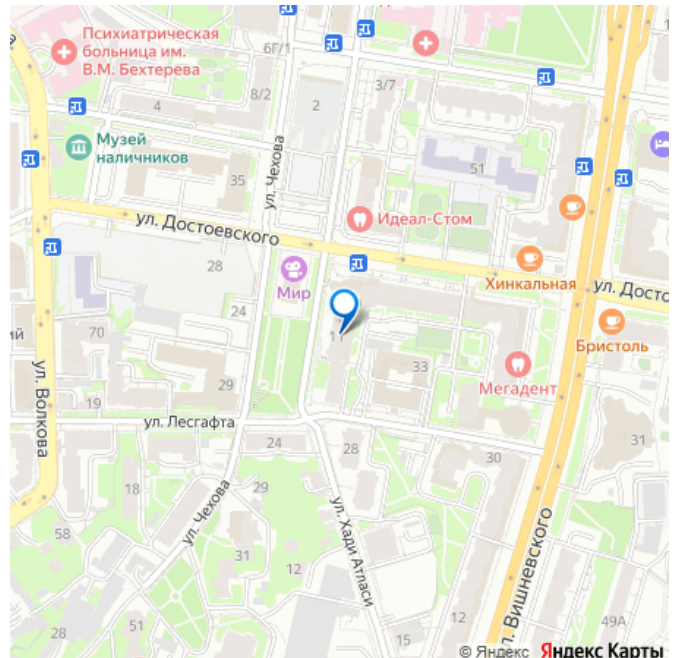 Психиатрическая
больница им.
В.М. Бехтерева
6Г/1
3/7
8/2
2
4
Музей
наличников
ул. Чехова
51
35
Идеал-Стом
ул. Достоевского
28
Мир
Хинкальная
ул. Досто
24
11
ий
70
Бристоль
33
Мегадент
29
ул. Волкова
19
ул. Лесгафта
24
28
30
31
18
29
ул. Чехова
58
31
12
ул. Хади Атласи
ул. Вишневского
12
49А
28
51
15
© Яндекс Яндекс Карты